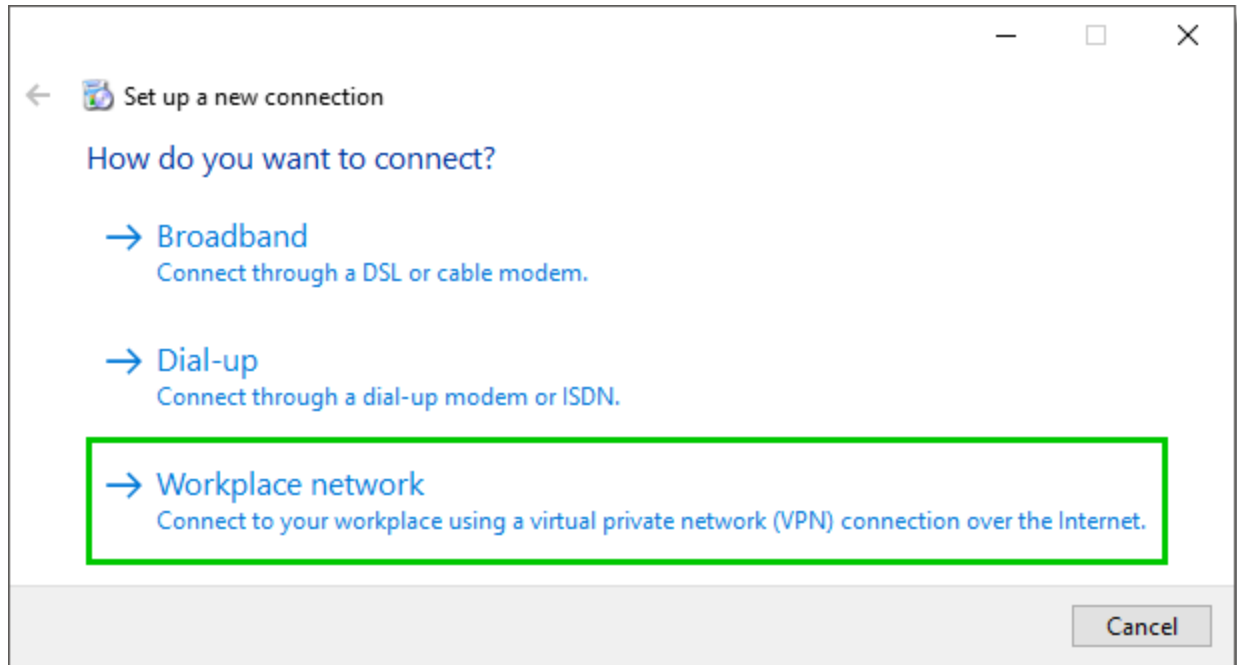 Set up a new connection
How do you want to connect?
Broadband
Connect through a DSL or cable modem.
Dial-up
Connect through a dial-up modem or ISDN.
Workplace network
Connect to your workplace using a virtual private network (VPN) connection over the Internet.
Cancel